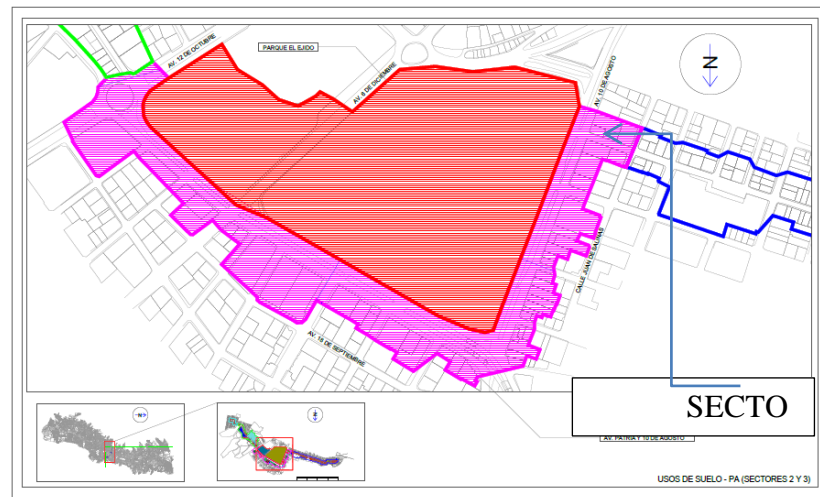 AV. 12 DE OCTUBRE
PARQUE EL EJIDO
AV. 6 DE DICIEMBRE
AV. 10 DE AGOSTO
N
CALLE JUAN DE SALINAS
AV. 18 DE SEPTIEMBRE
SECTO
AV. PATRIA Y 10 DE AGOSTO
USOS DE SUELO - PA (SECTORES 2 Y 3)